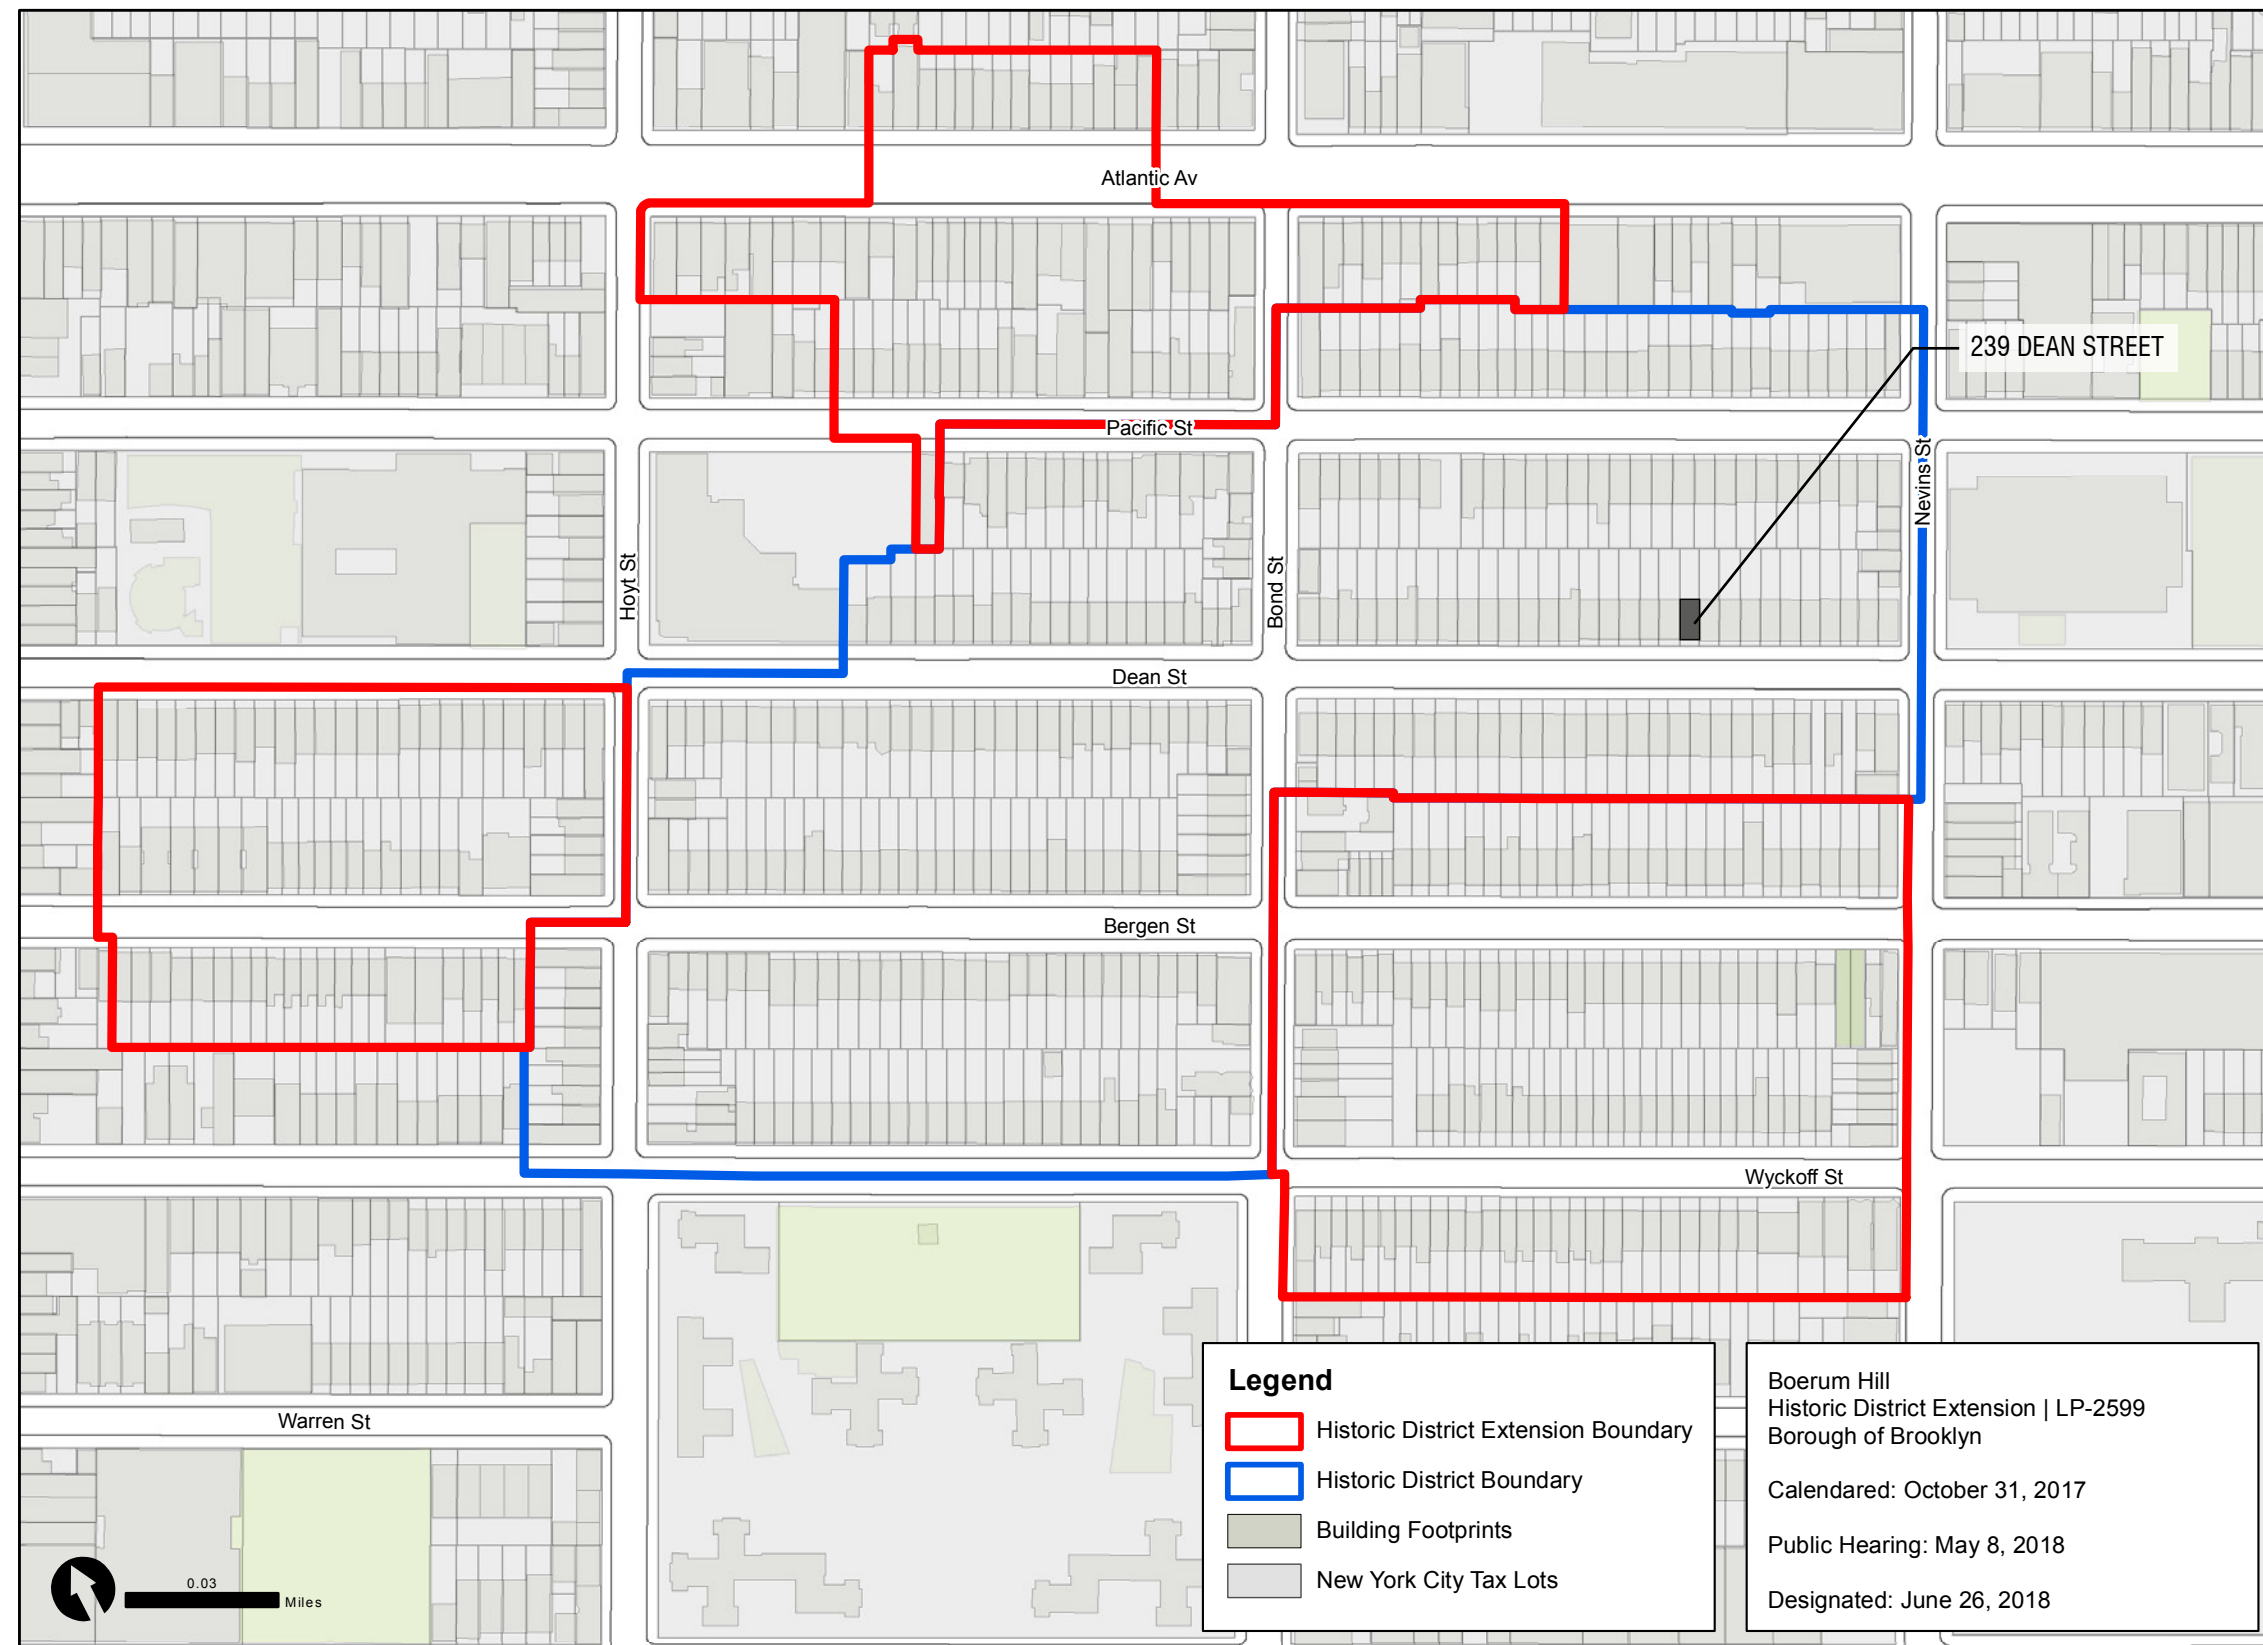 Atlantic Av
239 DEAN STREET
Pacific St
Nevins St
Hoyt St
Bond St
Dean St
Bergen St
Wyckoff St
Warren St
0.03
Miles
Legend
Historic District Extension Boundary
Historic District Boundary
Building Footprints
New York City Tax Lots
Boerum Hill
Historic District Extension | LP-2599
Borough of Brooklyn
Calendared: October 31, 2017
Public Hearing: May 8, 2018
Designated: June 26, 2018